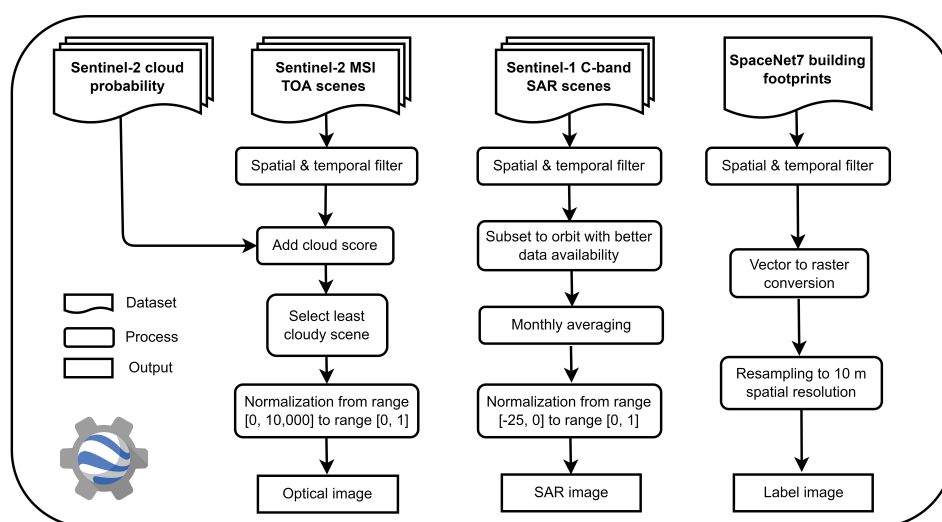 Sentinel-2 cloud
probability
Sentinel-2 MSI
TOA scenes
Sentinel-1 C-band
SAR scenes
SpaceNet7 building
footprints
Spatial & temporal filter
Spatial & temporal filter
Spatial & temporal filter
Add cloud score
Subset to orbit with better
data availability
Vector to raster
conversion
Dataset
Process
Output
Select least
cloudy scene
Monthly averaging
Normalization from range
[0, 10,000] to range [0, 1]
Normalization from range
[-25, 0] to range [0, 1]
Resampling to 10 m
spatial resolution
Optical image
SAR image
Label image